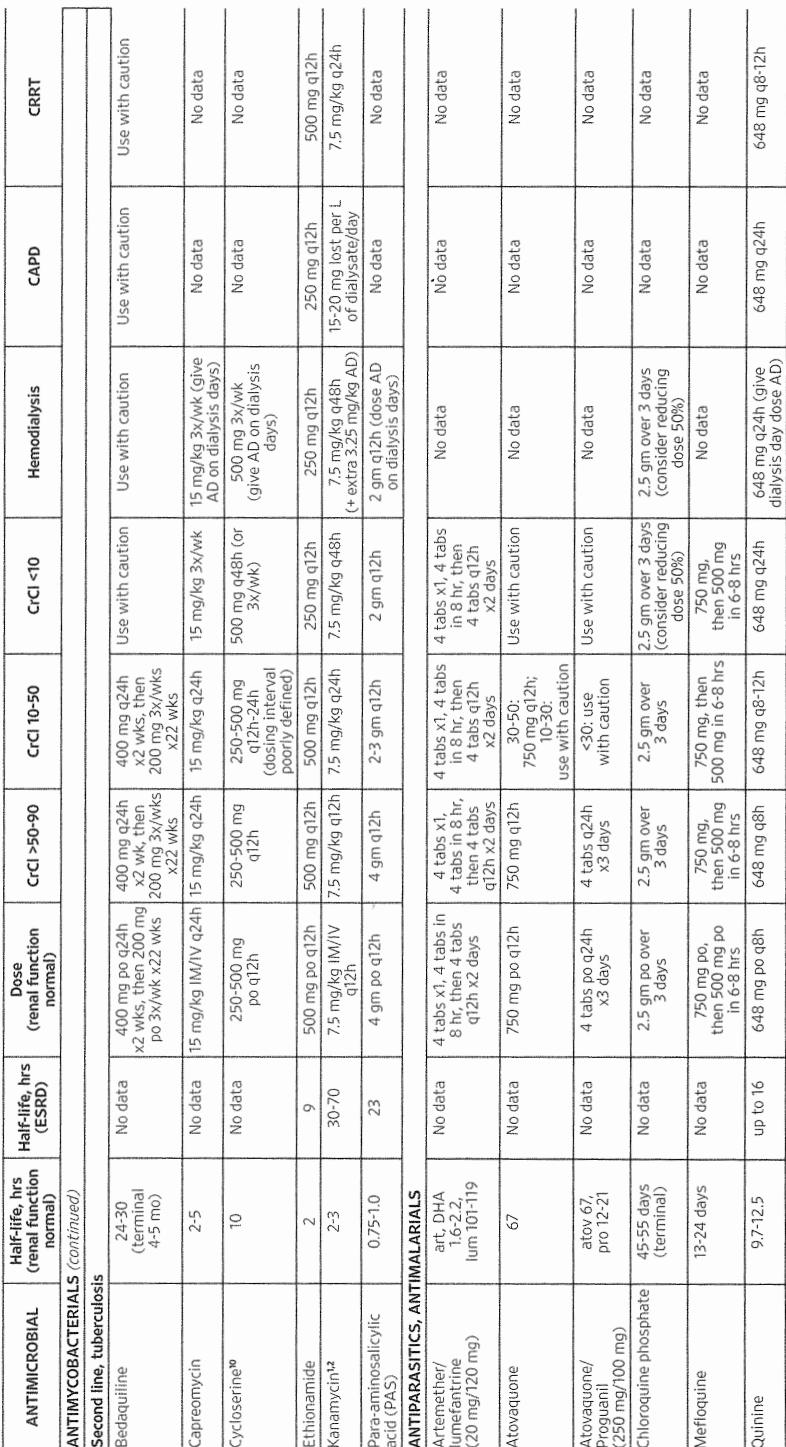 ANTIMICROBIAL
Half-life, hrs
(renal function
normal)
Half-life, hrs
(ESRD)
Dose
(renal function
normal)
CrCl >50-90
CrCl 10-50
CrCl <10
Hemodialysis
CAPD
CRRT
ANTIMYCOBACTERIALS (continued)
Second line, tuberculosis
Bedaquiline
24-30
(terminal
4-5 mo)
No data
400 mg po q24h
x2 wks, then 200 mg
po 3x/wk x22 wks
400 mg q24h
x2 wk, then
200 mg 3x/wks
x22 wks
400 mg q24h
x2 wks, then
200 mg 3x/wks
x22 wks
Use with caution
Use with caution
Use with caution
Use with caution
Capreomycin
2-5
No data
15 mg/kg IM/IV q24h
15 mg/kg q24h
15 mg/kg q24h
15 mg/kg 3x/wk
15 mg/kg 3x/wk (give
AD on dialysis days)
No data
No data
Cycloserine¹⁰
10
No data
250-500 mg
po q12h
250-500 mg
q12h
250-500 mg
q12h-24h
(dosing interval
poorly defined)
500 mg q48h (or
3x/wk)
500 mg 3x/wk
(give AD on dialysis
days)
No data
No data
Ethionamide
2
9
500 mg po q12h
500 mg q12h
500 mg q12h
250 mg q12h
250 mg q12h
250 mg q12h
500 mg q12h
Kanamycin¹,²
2-3
30-70
7.5 mg/kg IM/IV
q12h
7.5 mg/kg q12h
7.5 mg/kg q24h
7.5 mg/kg q48h
7.5 mg/kg q48h
(+ extra 3.25 mg/kg AD)
15-20 mg lost per L
of dialysate/day
7.5 mg/kg q24h
Para-aminosalicylic
acid (PAS)
0.75-1.0
23
4 gm po q12h
4 gm q12h
2-3 gm q12h
2 gm q12h
2 gm q12h (dose AD
on dialysis days)
No data
No data
ANTIPARASITICS, ANTIMALARIALS
Artemether/
lumefantrine
(20 mg/120 mg)
art, DHA
1.6-2.2,
lum 101-119
No data
4 tabs x1, 4 tabs in
8 hr, then 4 tabs
q12h x2 days
4 tabs x1,
4 tabs in 8 hr,
then 4 tabs
q12h x2 days
4 tabs x1, 4 tabs
in 8 hr, then
4 tabs q12h
x2 days
4 tabs x1, 4 tabs
in 8 hr, then
4 tabs q12h
x2 days
No data
No data
No data
Atovaquone
67
No data
750 mg po q12h
750 mg q12h
30-50:
750 mg q12h;
10-30:
use with caution
Use with caution
No data
No data
No data
Atovaquone/
Proguanil
(250 mg/100 mg)
atov 67,
pro 12-21
No data
4 tabs po q24h
x3 days
4 tabs q24h
x3 days
<30: use
with caution
Use with caution
No data
No data
No data
Chloroquine phosphate
45-55 days
(terminal)
No data
2.5 gm po over
3 days
2.5 gm over
3 days
2.5 gm over
3 days
2.5 gm over 3 days
(consider reducing
dose 50%)
2.5 gm over 3 days
(consider reducing
dose 50%)
No data
No data
Mefloquine
13-24 days
No data
750 mg po,
then 500 mg po
in 6-8 hrs
750 mg,
then 500 mg
in 6-8 hrs
750 mg, then
500 mg in 6-8 hrs
750 mg,
then 500 mg
in 6-8 hrs
No data
No data
No data
Quinine
9.7-12.5
up to 16
648 mg po q8h
648 mg q8h
648 mg q8-12h
648 mg q24h
648 mg q24h (give
dialysis day dose AD)
648 mg q24h
648 mg q8-12h